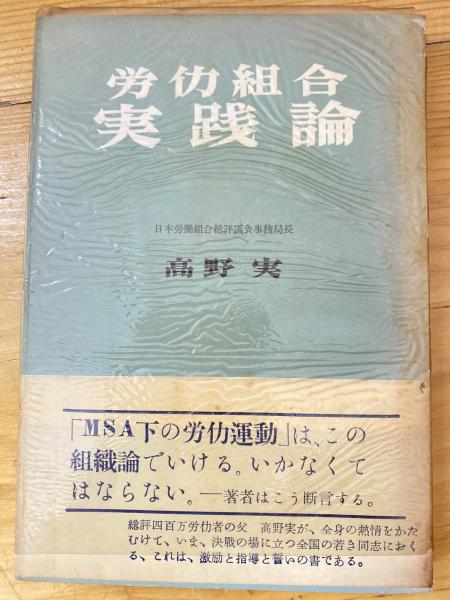 労仂組合
実践論
日本労働組合総評議会事務局長
高野実
「MSA下の労仂運動」は、この
組織論でいける。いかなくて
はならない。—著者はこう断言する。
総評四百万労仂者の父 高野実が、全身の熱情をかた
むけて、いま、決戦の場に立つ全国の若き同志におく
る、これは、激励と指導と誓いの書である。